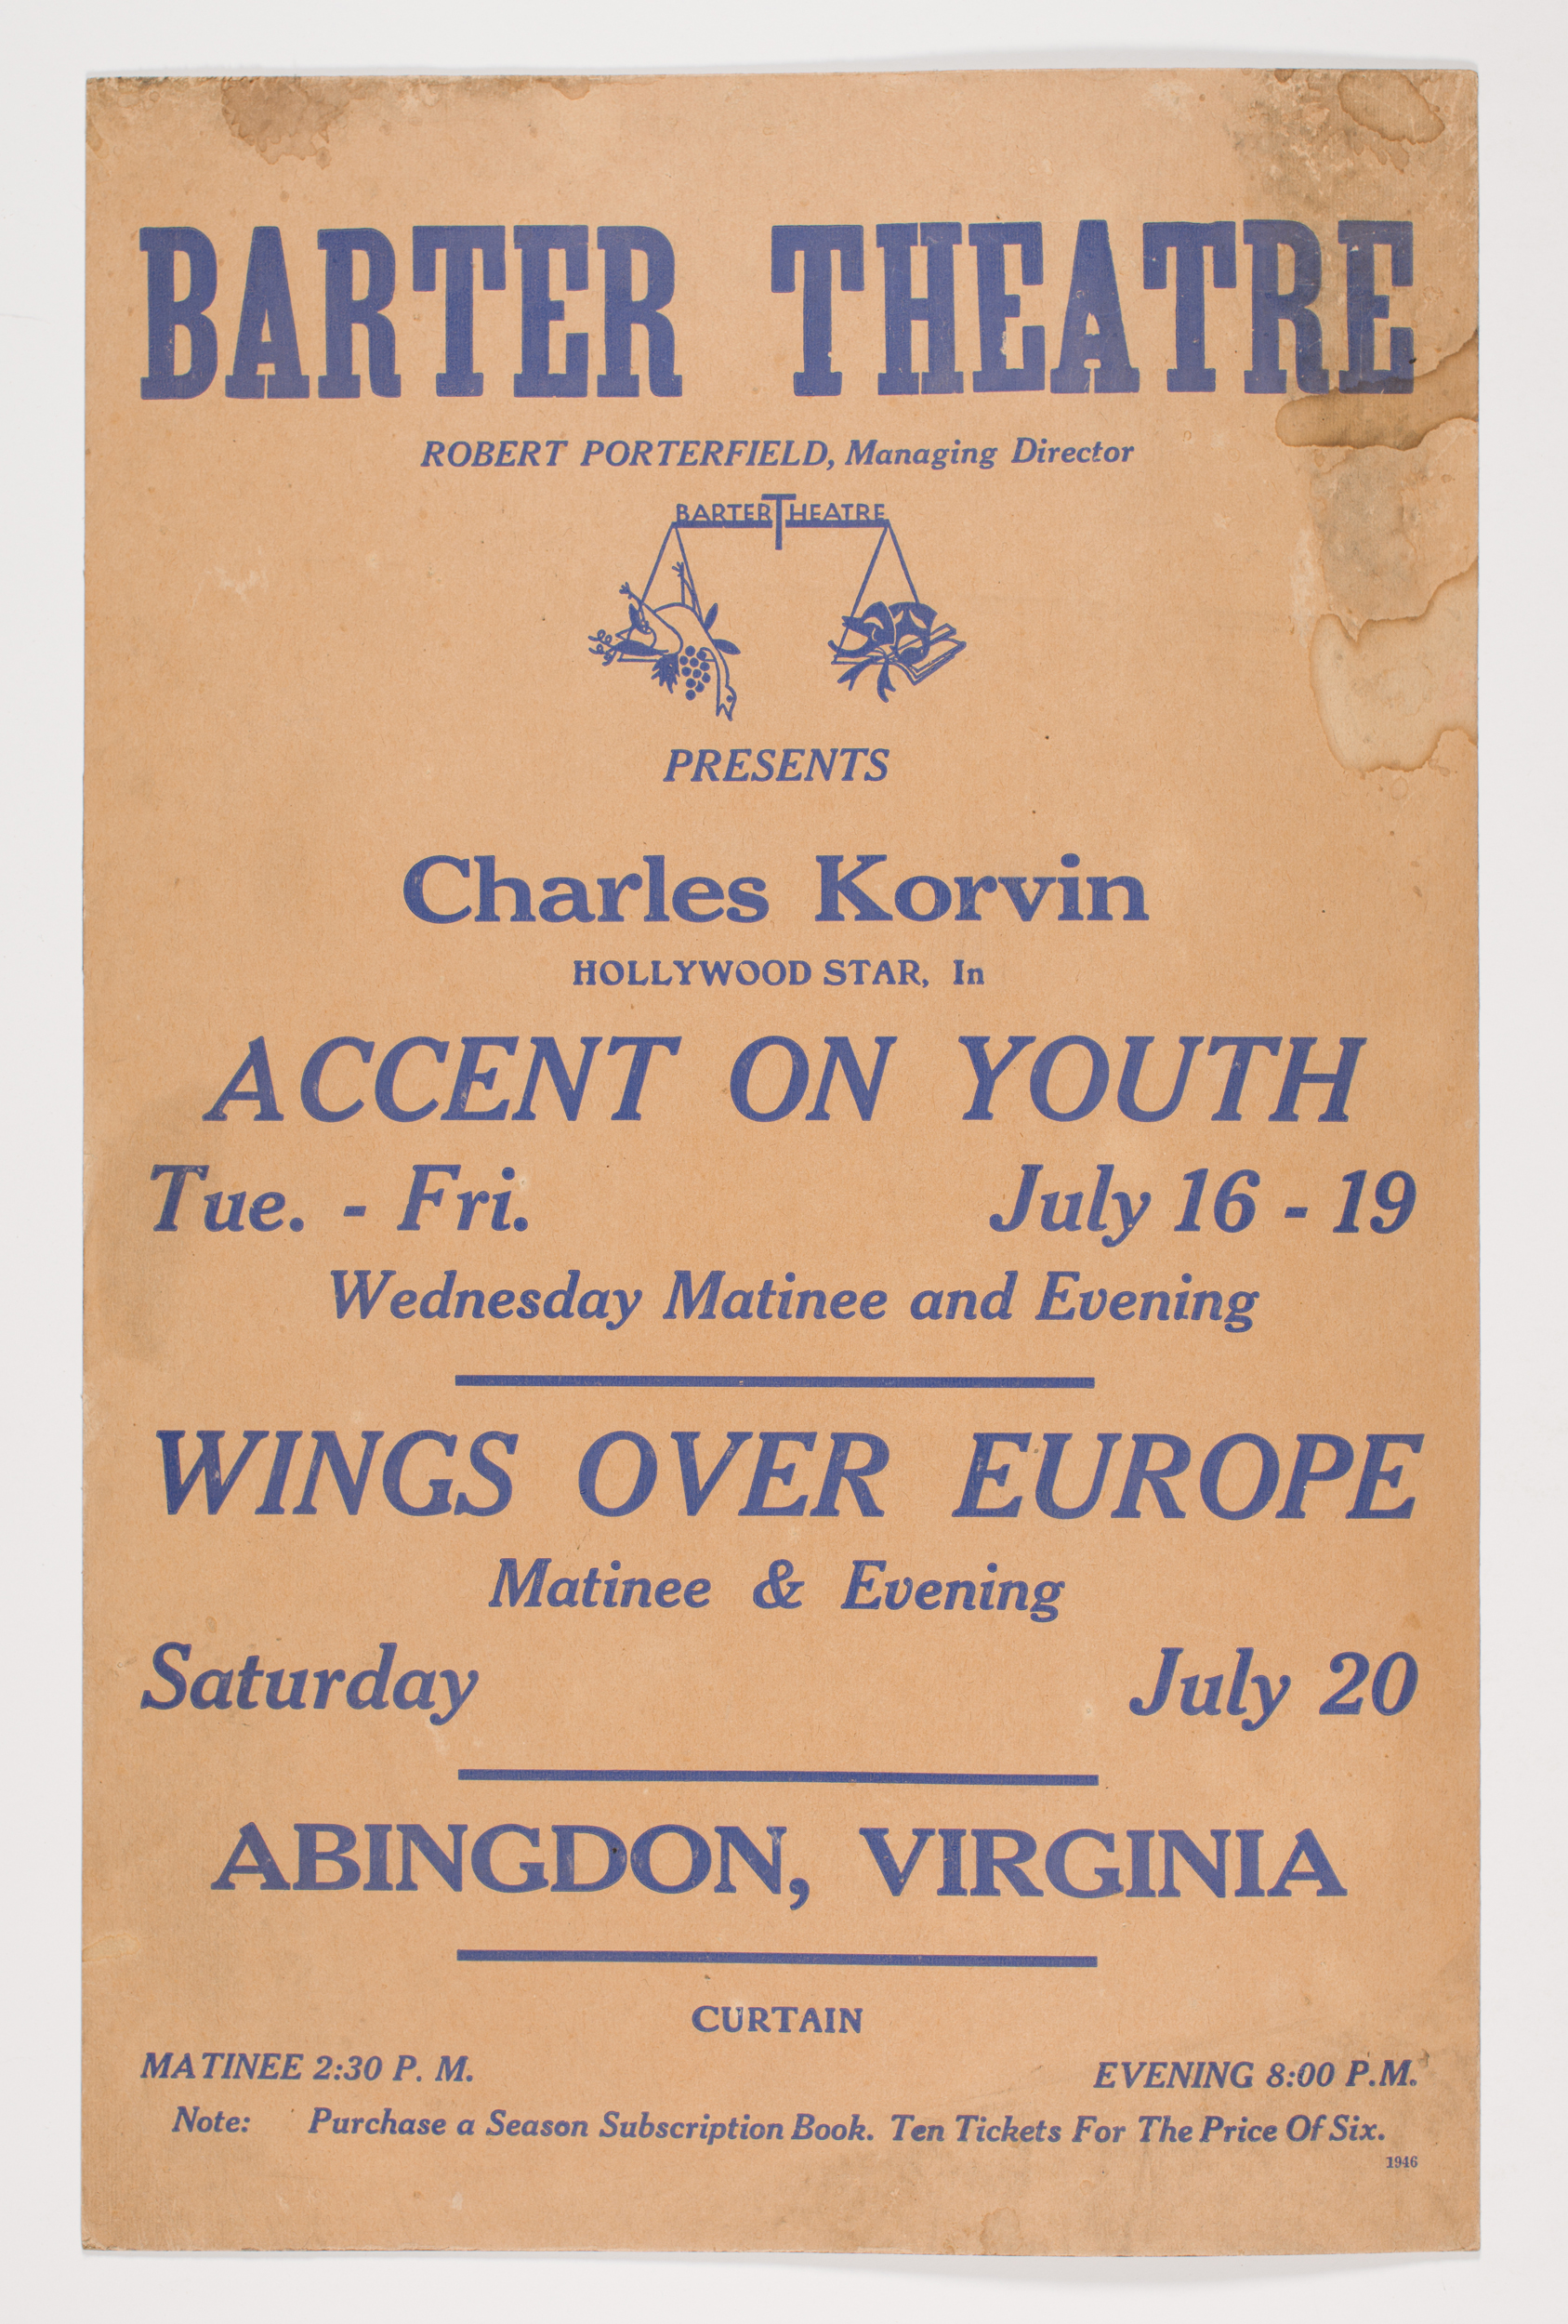 BARTER THEATRE
ROBERT PORTERFIELD, Managing Director
BARTER THEATRE
PRESENTS
Charles Korvin
HOLLYWOOD STAR, In
ACCENT ON YOUTH
Tue. - Fri. July 16 - 19
Wednesday Matinee and Evening
WINGS OVER EUROPE
Matinee & Evening
Saturday July 20
ABINGDON, VIRGINIA
CURTAIN
MATINEE 2:30 P. M. EVENING 8:00 P.M.
Note: Purchase a Season Subscription Book. Ten Tickets For The Price Of Six.
1946